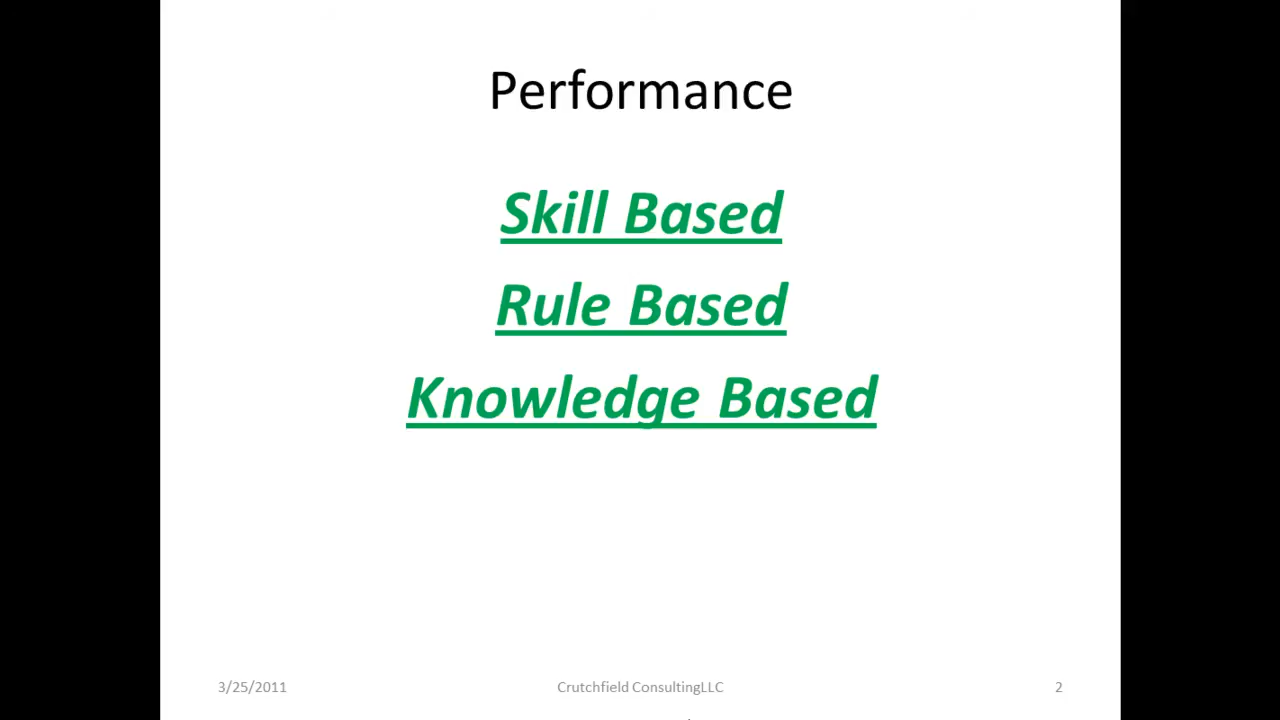 Performance
Skill Based
Rule Based
Knowledge Based
3/25/2011
Crutchfield ConsultingLLC
2